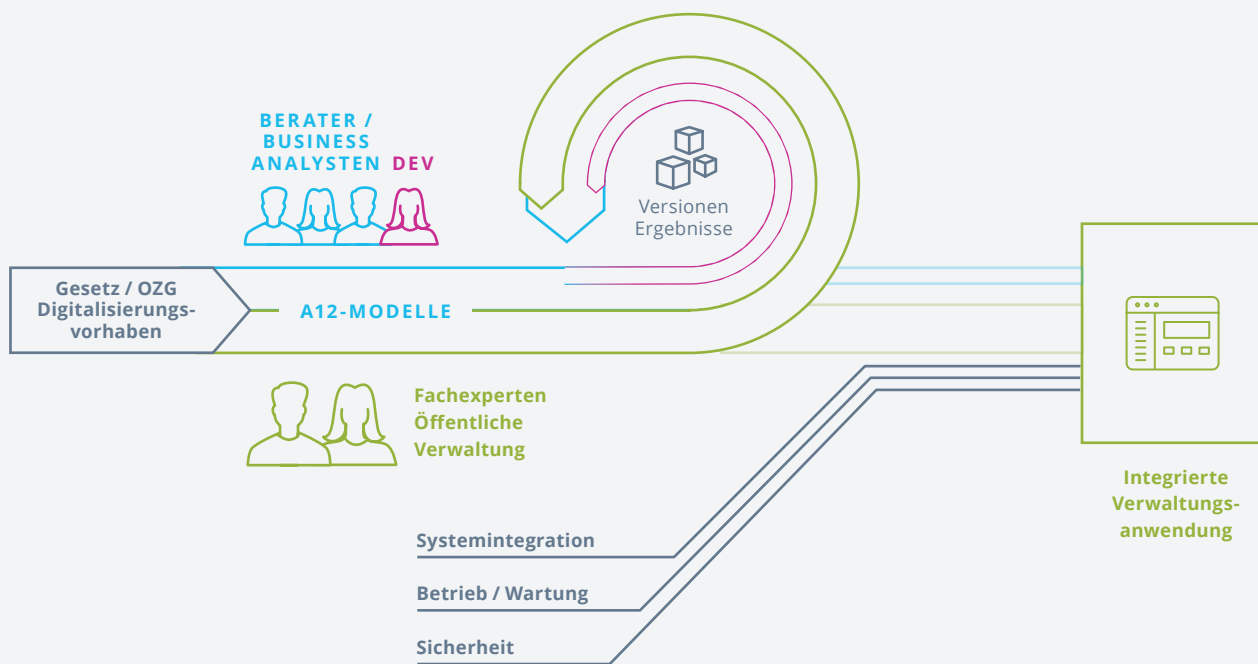 BERATER /
BUSINESS
ANALYSTEN DEV
Versionen
Ergebnisse
Gesetz / OZG
Digitalisierungs-
vorhaben
A12-MODELLE
Fachexperten
Öffentliche
Verwaltung
Integrierte
Verwaltungs-
anwendung
Systemintegration
Betrieb / Wartung
Sicherheit